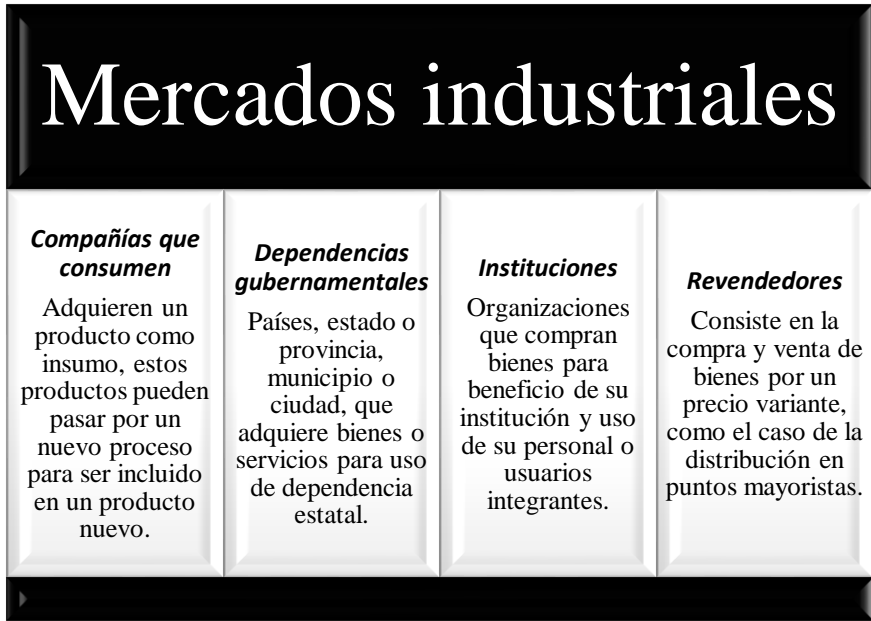 Mercados industriales
Compañías que
consumen
Adquieren un
producto como
insumo, estos
productos pueden
pasar por un
nuevo proceso
para ser incluido
en un producto
nuevo.
Dependencias
gubernamentales
Países, estado o
provincia,
municipio o
ciudad, que
adquiere bienes o
servicios para uso
de dependencia
estatal.
Instituciones
Organizaciones
que compran
bienes para
beneficio de su
institución y uso
de su personal o
usuarios
integrantes.
Revendedores
Consiste en la
compra y venta de
bienes por un
precio variante,
como el caso de la
distribución en
puntos mayoristas.